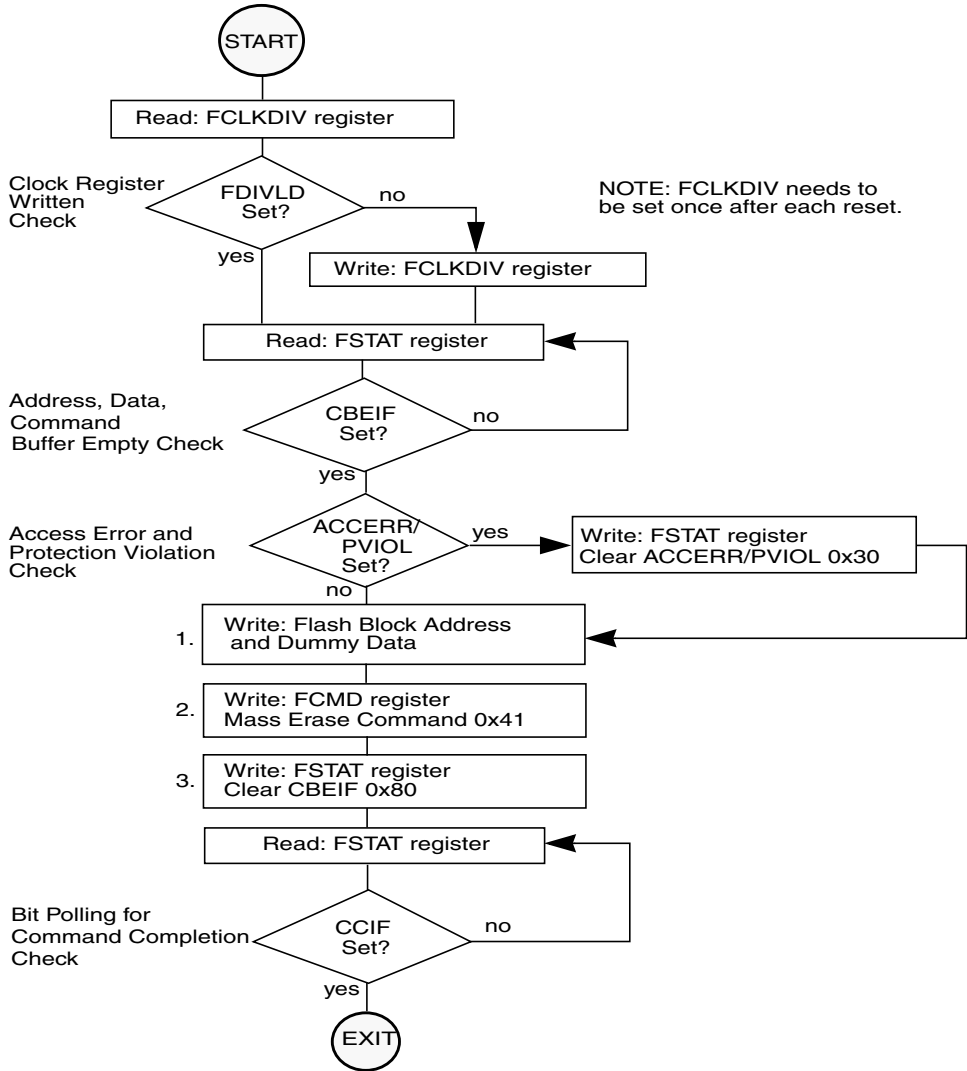 START
Read: FCLKDIV register
Clock Register
Written
Check
FDIVLD
Set?
no
yes
NOTE: FCLKDIV needs to
be set once after each reset.
Write: FCLKDIV register
Read: FSTAT register
Address, Data,
Command
Buffer Empty Check
CBEIF
Set?
no
yes
Access Error and
Protection Violation
Check
ACCERR/
PVIOL
Set?
yes
no
Write: FSTAT register
Clear ACCERR/PVIOL 0x30
1.
Write: Flash Block Address
and Dummy Data
2.
Write: FCMD register
Mass Erase Command 0x41
3.
Write: FSTAT register
Clear CBEIF 0x80
Read: FSTAT register
Bit Polling for
Command Completion
Check
CCIF
Set?
no
yes
EXIT